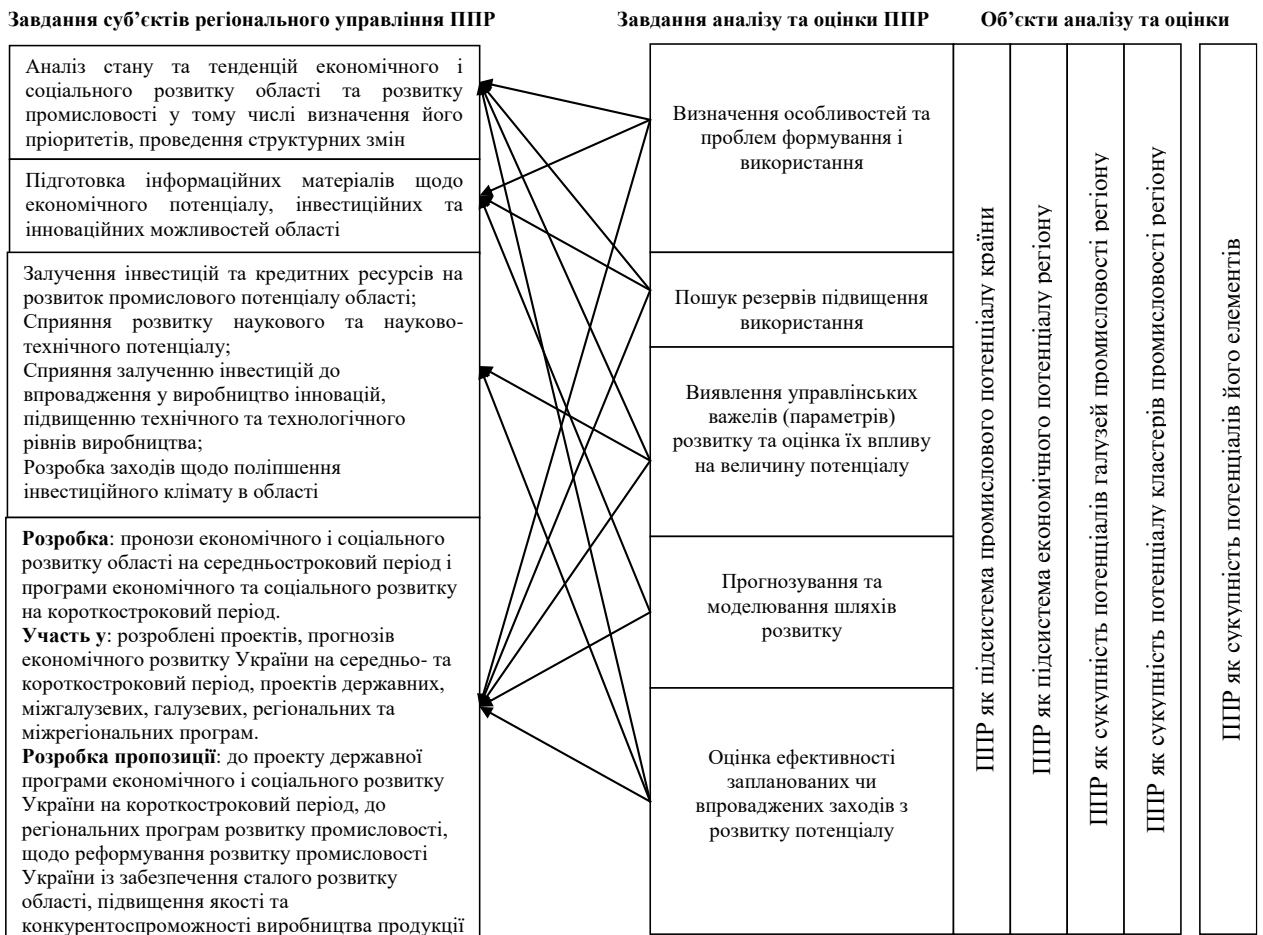 Завдання суб’єктів регіонального управління ППР
Завдання аналізу та оцінки ППР
Об’єкти аналізу та оцінки
Аналіз стану та тенденцій економічного і
соціального розвитку області та розвитку
промисловості у тому числі визначення його
пріоритетів, проведення структурних змін
Підготовка інформаційних матеріалів щодо
економічного потенціалу, інвестиційних та
інноваційних можливостей області
Залучення інвестицій та кредитних ресурсів на
розвиток промислового потенціалу області;
Сприяння розвитку наукового та науково-
технічного потенціалу;
Сприяння залученню інвестицій до
впровадження у виробництво інновацій,
підвищенню технічного та технологічного
рівнів виробництва;
Розробка заходів щодо поліпшення
інвестиційного клімату в області
Розробка: пронози економічного і соціального
розвитку області на середньостроковий період і
програми економічного та соціального розвитку
на короткостроковий період.
Участь у: розроблені проектів, прогнозів
економічного розвитку України на середньо- та
короткостроковий період, проектів державних,
міжгалузевих, галузевих, регіональних та
міжрегіональних програм.
Розробка пропозиції: до проекту державної
програми економічного і соціального розвитку
України на короткостроковий період, до
регіональних програм розвитку промисловості,
щодо реформування розвитку промисловості
України із забезпечення сталого розвитку
області, підвищення якості та
конкурентоспроможності виробництва продукції
Визначення особливостей та
проблем формування і
використання
Пошук резервів підвищення
використання
Виявлення управлінських
важелів (параметрів)
розвитку та оцінка їх впливу
на величину потенціалу
Прогнозування та
моделювання шляхів
розвитку
Оцінка ефективності
запланованих чи
впроваджених заходів з
розвитку потенціалу
ППР як підсистема промислового потенціалу країни
ППР як підсистема економічного потенціалу регіону
ППР як сукупність потенціалів галузей промисловості регіону
ППР як сукупність потенціалу кластерів промисловості регіону
ППР як сукупність потенціалів його елементів